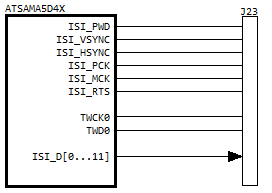 ATSAMA5D4X
J23
ISI_PWD
ISI_VSYNC
ISI_HSYNC
ISI_PCK
ISI_MCK
ISI_RTS
TWCK0
TWD0
ISI_D[0...11]